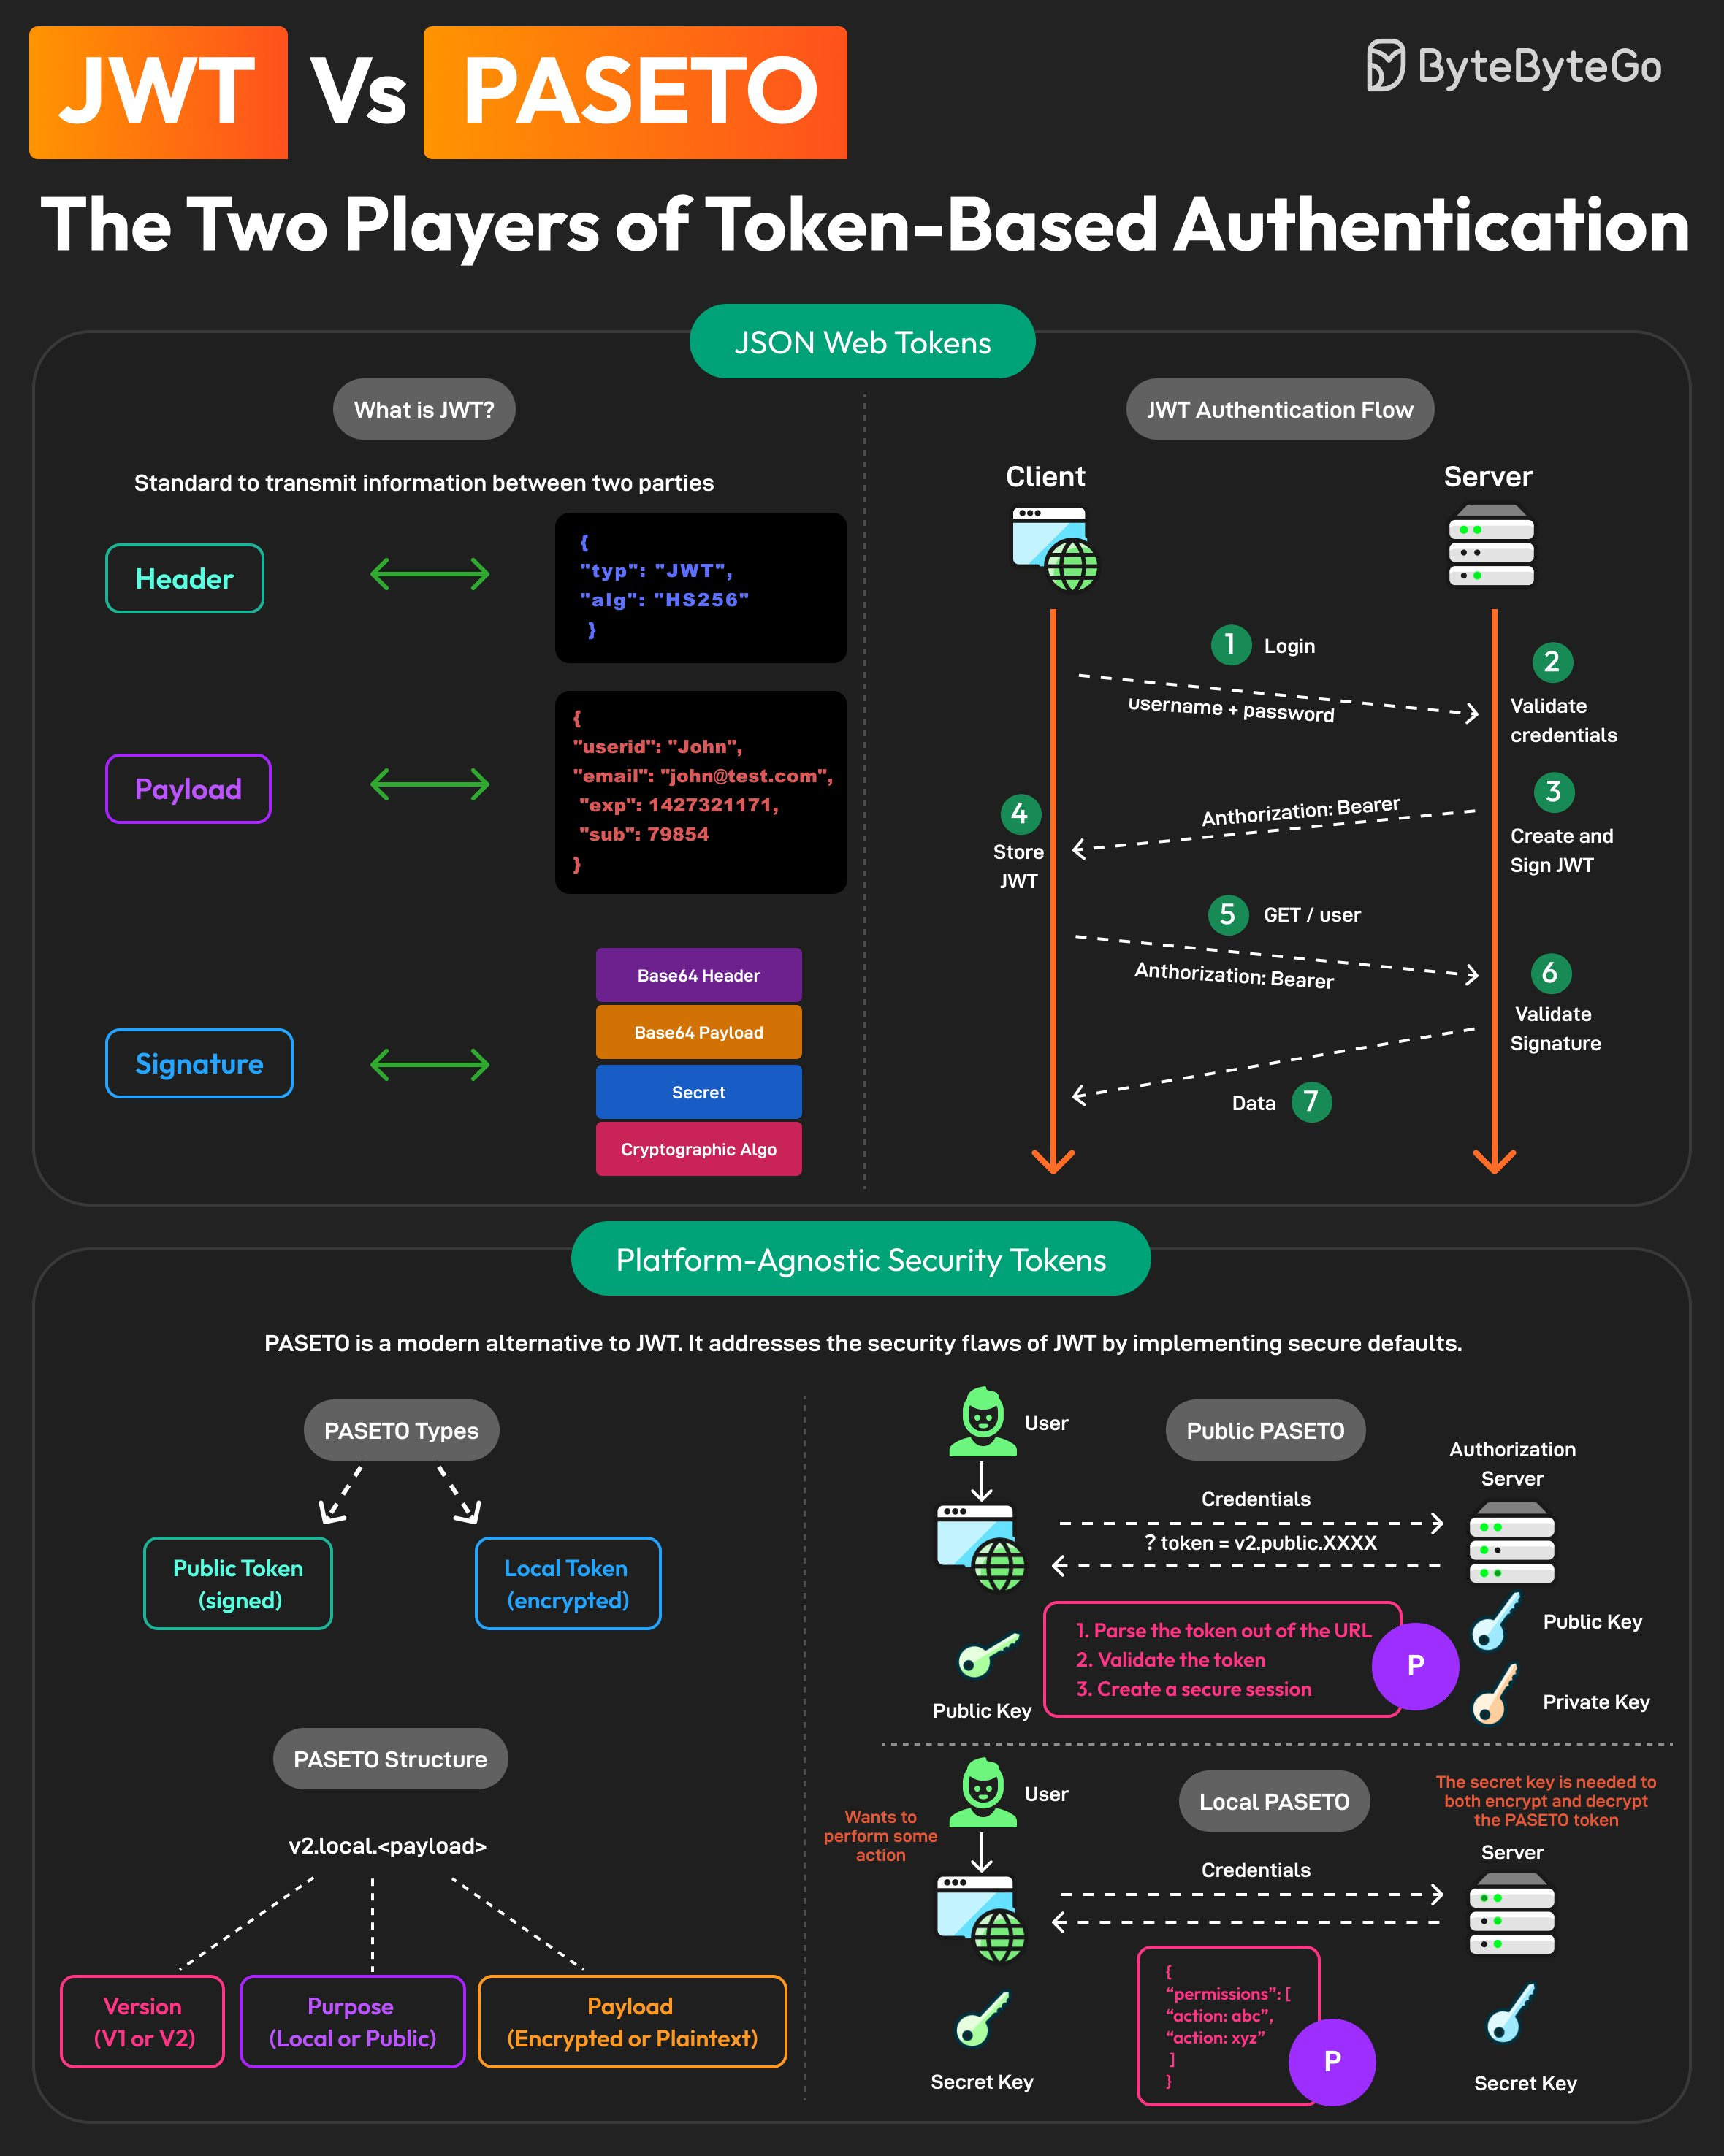 JWT Vs PASETO
ByteByteGo
The Two Players of Token-Based Authentication
JSON Web Tokens
What is JWT?
Standard to transmit information between two parties
Header
{
"typ": "JWT",
"alg": "HS256"
}
Payload
{
"userid": "John",
"email": "john@test.com",
"exp": 1427321171,
"sub": 79854
}
Signature
Base64 Header
Base64 Payload
Secret
Cryptographic Algo
JWT Authentication Flow
Client
Server
1 Login
username + password
2
Validate
credentials
3
Create and
Sign JWT
Anthorization: Bearer
4
Store
JWT
5 GET / user
Anthorization: Bearer
6
Validate
Signature
Data 7
Platform-Agnostic Security Tokens
PASETO is a modern alternative to JWT. It addresses the security flaws of JWT by implementing secure defaults.
PASETO Types
Public Token
(signed)
Local Token
(encrypted)
PASETO Structure
v2.local.<payload>
Version
(V1 or V2)
Purpose
(Local or Public)
Payload
(Encrypted or Plaintext)
User
Public PASETO
Authorization
Server
Credentials
? token = v2.public.XXXX
1. Parse the token out of the URL
2. Validate the token
3. Create a secure session
P
Public Key
Public Key
Private Key
User
Local PASETO
The secret key is needed to
both encrypt and decrypt
the PASETO token
Wants to
perform some
action
Server
Credentials
{
“permissions”: [
“action: abc”,
“action: xyz”
]
}
P
Secret Key
Secret Key